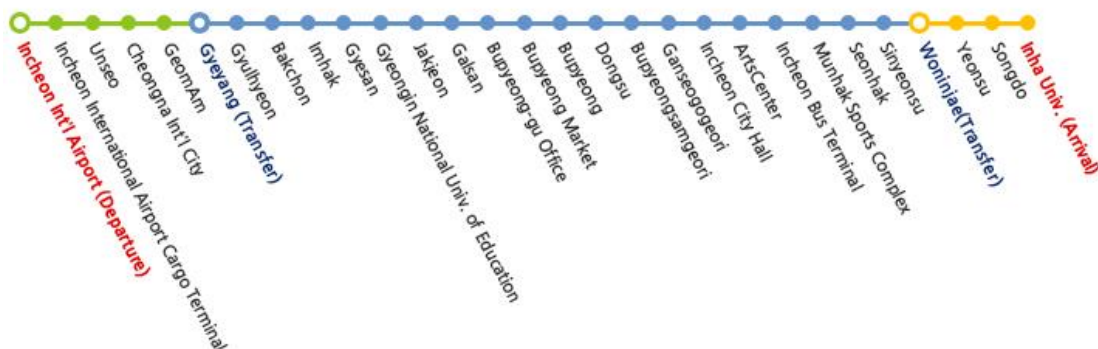 Incheon Int'l Airport (Departure)
Incheon International Airport Cargo Terminal
Unseo
Cheongna Int'l City
GeomAm
Gyeyang (Transfer)
Gyulhyeon
Bakchon
Imhak
Gyesan
Gyeongin National Univ. of Education
Jakjeon
Galsan
Bupyeong-gu Office
Bupyeong Market
Bupyeong
Dongsu
Bupyeongsamgeori
Ganseogogeori
Incheon City Hall
ArtsCenter
Incheon Bus Terminal
Munhak Sports Complex
Seonhak
Sinyeonsu
Woninjae(Transfer)
Yeonsu
Songdo
Inha Univ. (Arrival)